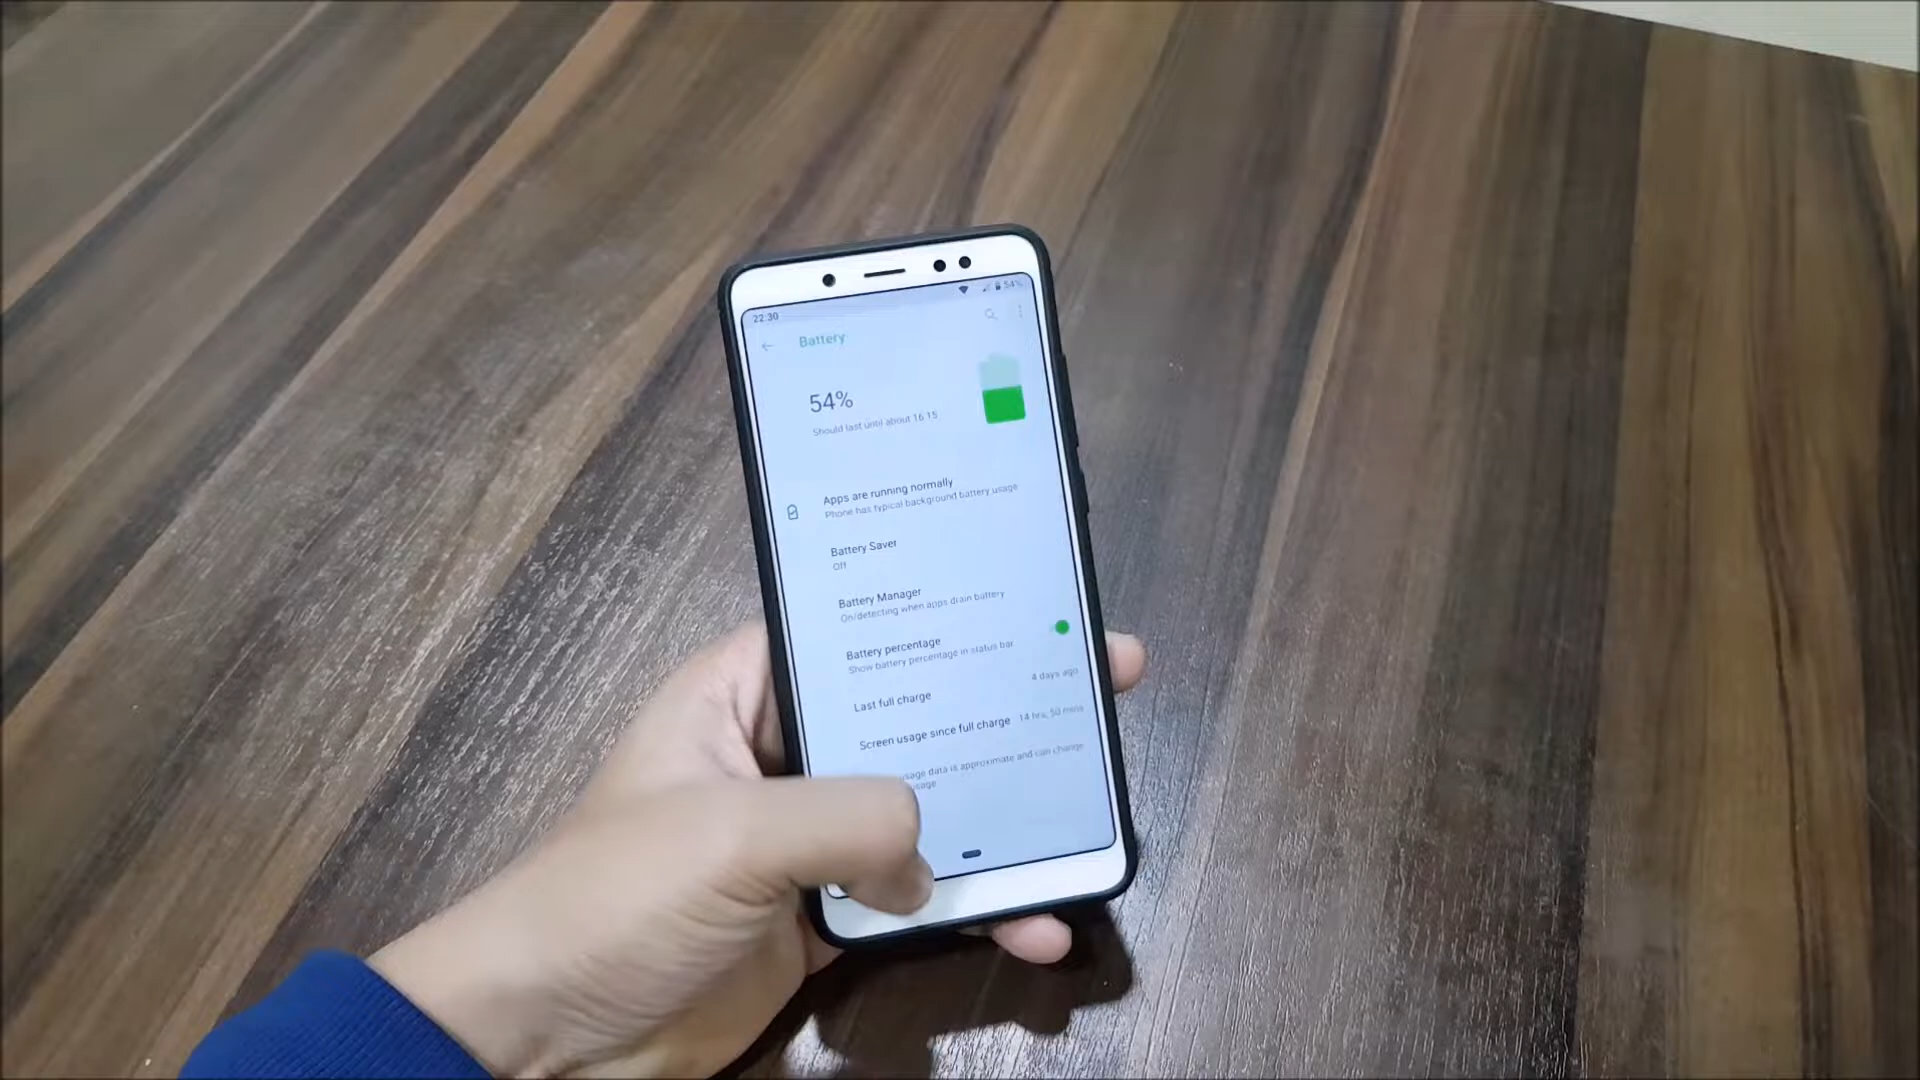 22:30
54%
Battery
54%
Should last until about 16:15
Apps are running normally
Phone has typical background battery usage
Battery Saver
Off
Battery Manager
On/detecting when apps drain battery
Battery percentage
Show battery percentage in status bar
Last full charge
4 days ago
Screen usage since full charge
14 hrs, 50 mins
usage data is approximate and can change
usage